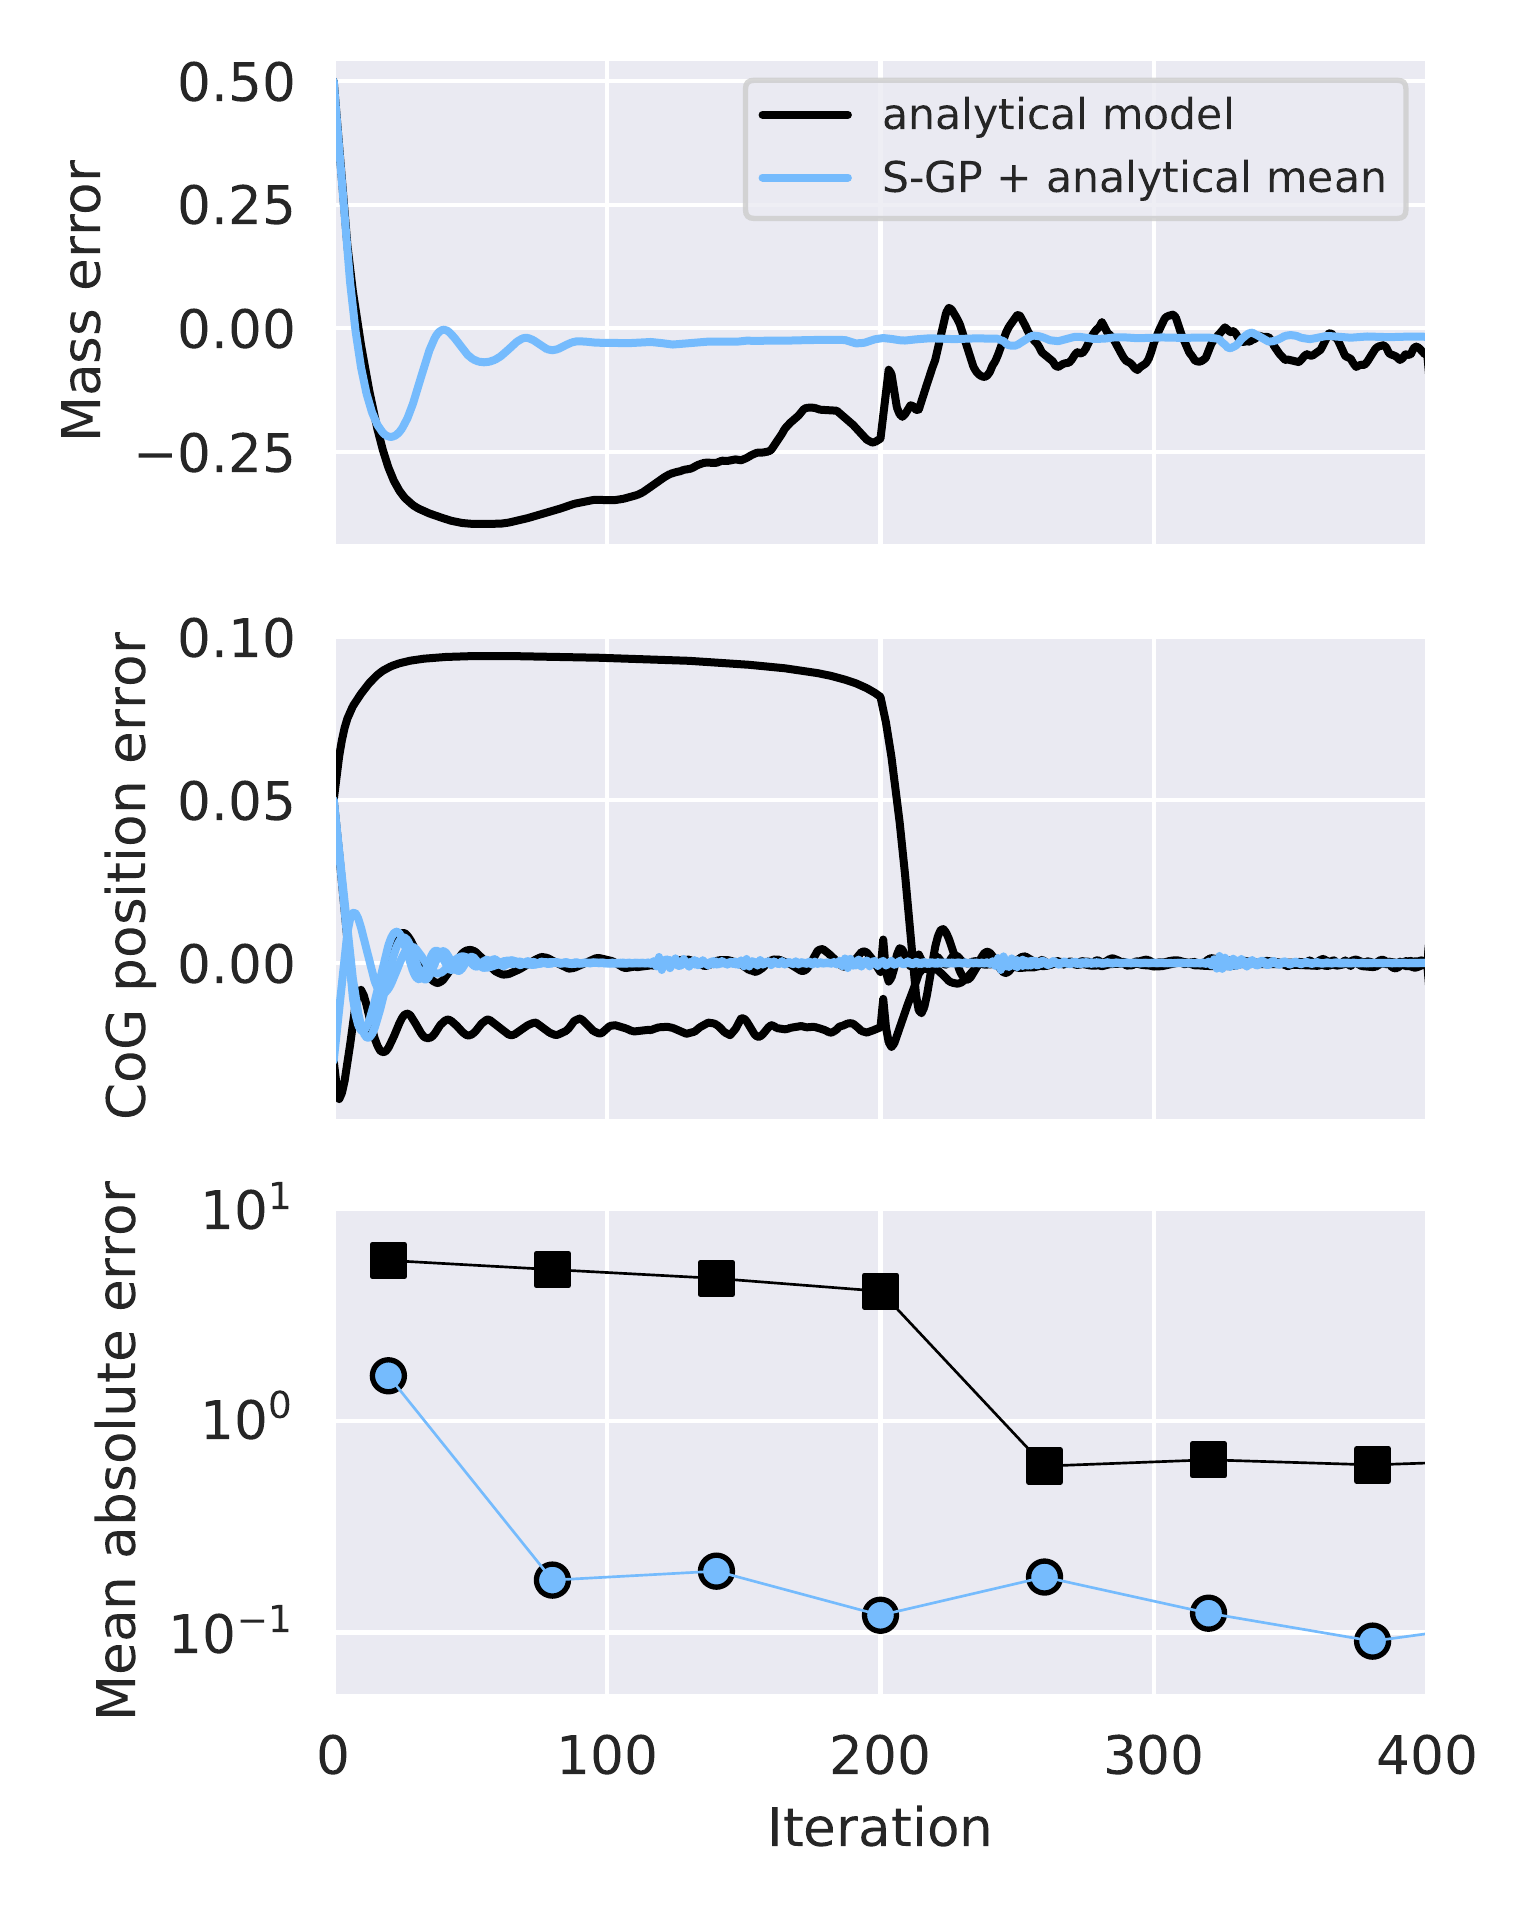 0.50
0.25
0.00
−0.25
Mass error
analytical model
S-GP + analytical mean
0.10
0.05
0.00
CoG position error
10¹
10⁰
10⁻¹
Mean absolute error
0 100 200 300 400
Iteration